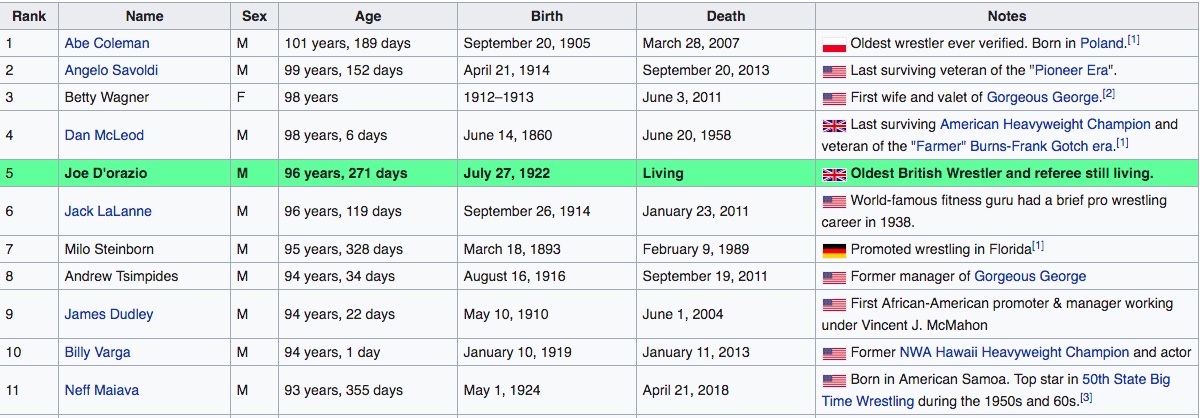 Rank Name Sex Age Birth Death Notes
1 Abe Coleman M 101 years, 189 days September 20, 1905 March 28, 2007 Oldest wrestler ever verified. Born in Poland.[1]
2 Angelo Savoldi M 99 years, 152 days April 21, 1914 September 20, 2013 Last surviving veteran of the "Pioneer Era".
3 Betty Wagner F 98 years 1912–1913 June 3, 2011 First wife and valet of Gorgeous George.[2]
4 Dan McLeod M 98 years, 6 days June 14, 1860 June 20, 1958 Last surviving American Heavyweight Champion and
veteran of the "Farmer" Burns-Frank Gotch era.[1]
5 Joe D'orazio M 96 years, 271 days July 27, 1922 Living Oldest British Wrestler and referee still living.
6 Jack LaLanne M 96 years, 119 days September 26, 1914 January 23, 2011 World-famous fitness guru had a brief pro wrestling
career in 1938.
7 Milo Steinborn M 95 years, 328 days March 18, 1893 February 9, 1989 Promoted wrestling in Florida[1]
8 Andrew Tsimpides M 94 years, 34 days August 16, 1916 September 19, 2011 Former manager of Gorgeous George
9 James Dudley M 94 years, 22 days May 10, 1910 June 1, 2004 First African-American promoter & manager working
under Vincent J. McMahon
10 Billy Varga M 94 years, 1 day January 10, 1919 January 11, 2013 Former NWA Hawaii Heavyweight Champion and actor
11 Neff Maiava M 93 years, 355 days May 1, 1924 April 21, 2018 Born in American Samoa. Top star in 50th State Big
Time Wrestling during the 1950s and 60s.[3]